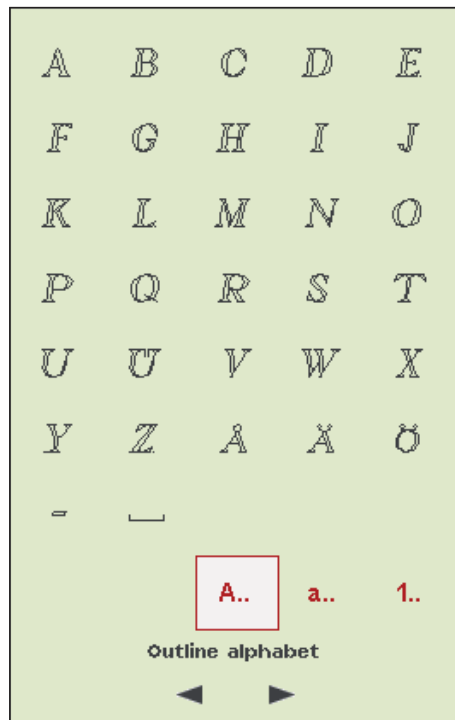 A B C D E
F G H I J
K L M N O
P Q R S T
U Ü V W X
Y Z Å Ä Ö
-
A.. a.. 1..
Outline alphabet